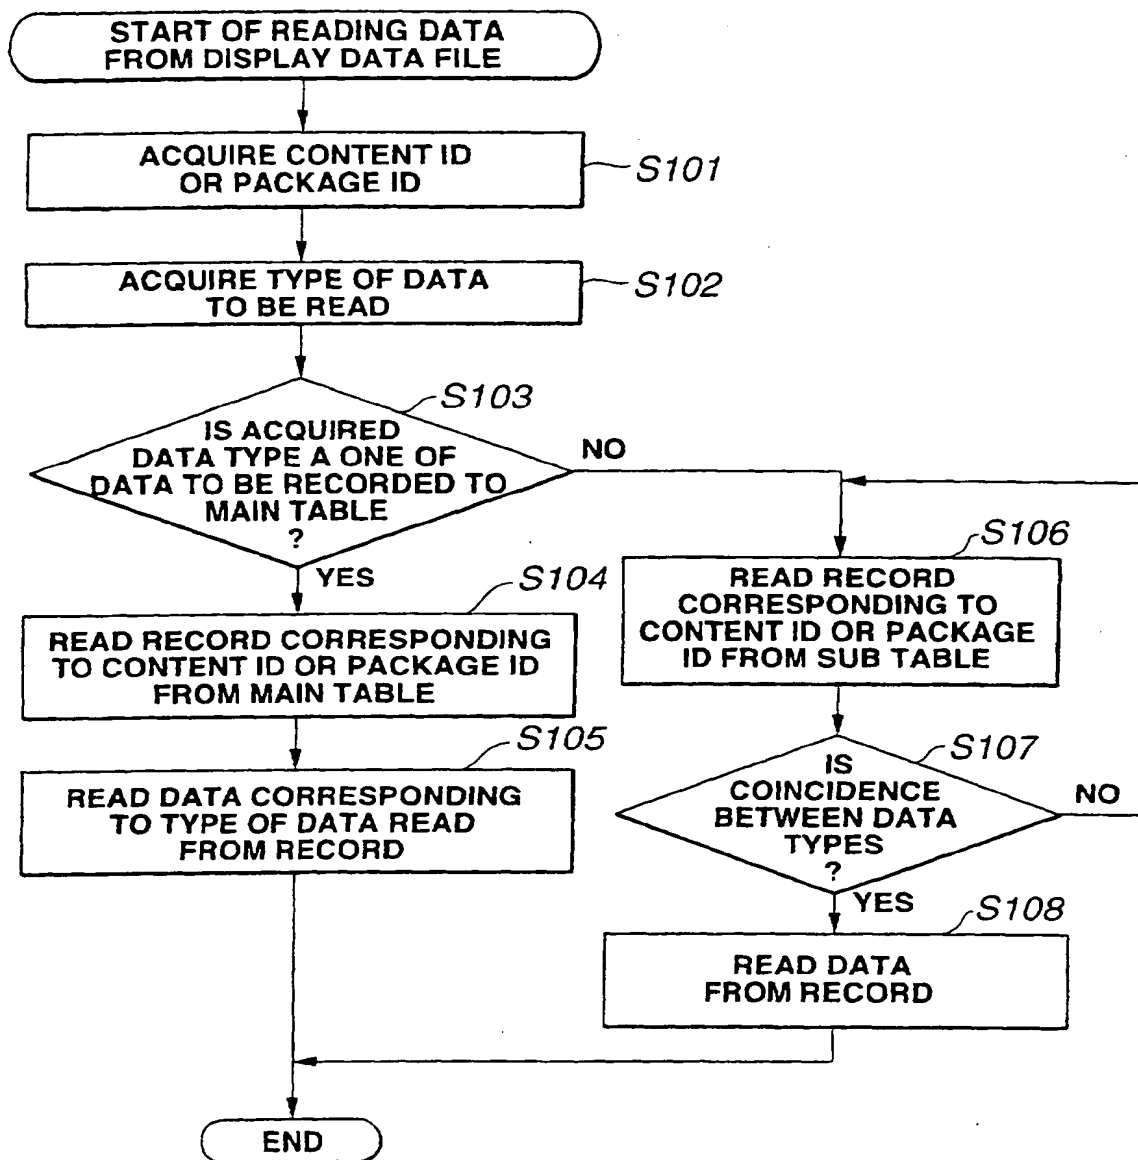 START OF READING DATA
FROM DISPLAY DATA FILE
ACQUIRE CONTENT ID
OR PACKAGE ID
S101
ACQUIRE TYPE OF DATA
TO BE READ
S102
S103
IS ACQUIRED
DATA TYPE A ONE OF
DATA TO BE RECORDED TO
MAIN TABLE
?
NO
YES
S104
READ RECORD CORRESPONDING
TO CONTENT ID OR PACKAGE ID
FROM MAIN TABLE
S105
READ DATA CORRESPONDING
TO TYPE OF DATA READ
FROM RECORD
S106
READ RECORD
CORRESPONDING TO
CONTENT ID OR PACKAGE
ID FROM SUB TABLE
S107
IS
COINCIDENCE
BETWEEN DATA
TYPES
?
NO
YES
S108
READ DATA
FROM RECORD
END